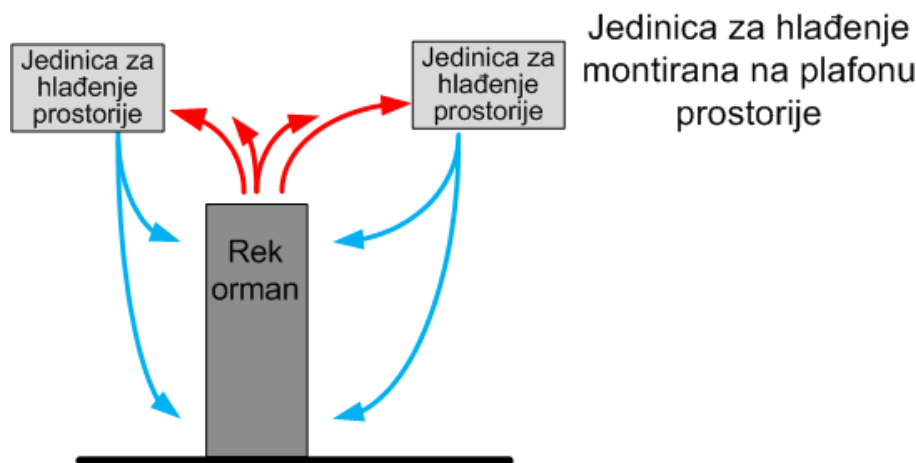 Jedinica za
hlađenje
prostorije
Jedinica za
hlađenje
prostorije
Jedinica za hlađenje
montirana na plafonu
prostorije
Rek
orman